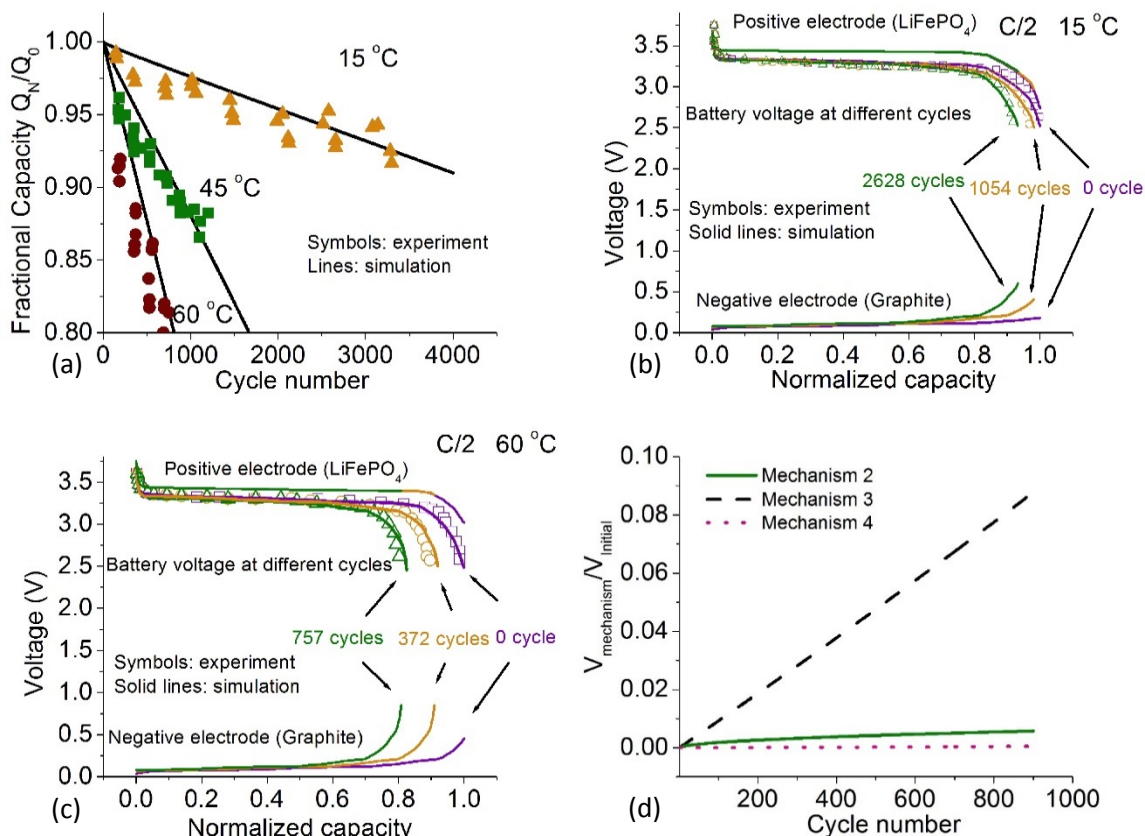 1.00
0.95
0.90
0.85
0.80
Fractional Capacity Q_N/Q_0
15 °C
45 °C
60 °C
Symbols: experiment
Lines: simulation
0 1000 2000 3000 4000
Cycle number
(a)
3.5
3.0
2.5
2.0
1.5
1.0
0.5
0.0
Voltage (V)
Positive electrode (LiFePO₄)
C/2 15 °C
Battery voltage at different cycles
2628 cycles 1054 cycles 0 cycle
Symbols: experiment
Solid lines: simulation
Negative electrode (Graphite)
0.0 0.2 0.4 0.6 0.8 1.0
Normalized capacity
(b)
C/2 60 °C
3.5
3.0
2.5
2.0
1.5
1.0
0.5
0.0
Voltage (V)
Positive electrode (LiFePO₄)
Battery voltage at different cycles
757 cycles 372 cycles 0 cycle
Symbols: experiment
Solid lines: simulation
Negative electrode (Graphite)
0.0 0.2 0.4 0.6 0.8 1.0
Normalized capacity
(c)
0.10
0.08
0.06
0.04
0.02
0.00
V_mechanism/V_Initial
Mechanism 2
Mechanism 3
Mechanism 4
200 400 600 800 1000
Cycle number
(d)